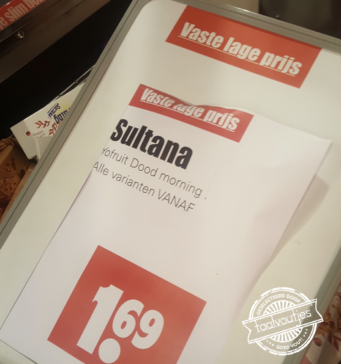 Vaste lage prijs
Vaste lage prijs
Sultana
Yofruit Dood morning .
Alle varianten VANAF
1.69
taalvoutjes